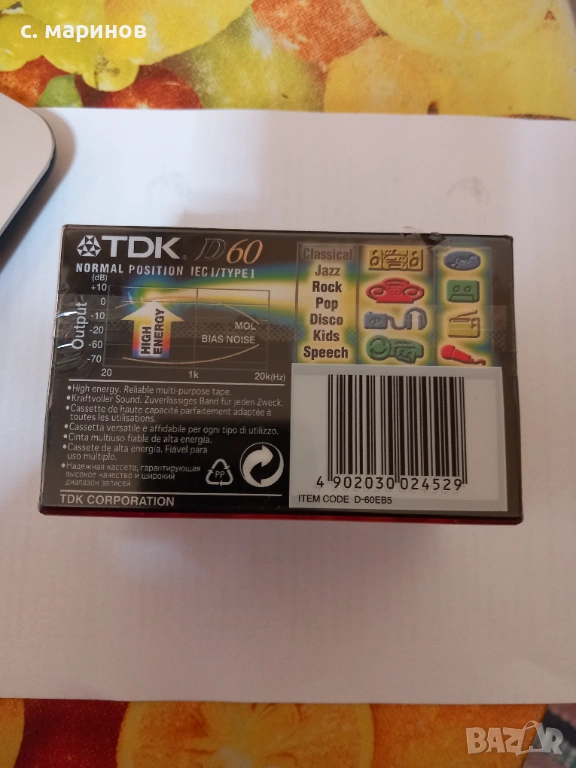 с. маринов
TDK D60
NORMAL POSITION IEC I/TYPE I
(dB)
+10
0
-10
-20
-60
-70
Output
HIGH ENERGY
MOL
BIAS NOISE
20 1k 20k(Hz)
Classical
Jazz
Rock
Pop
Disco
Kids
Speech
•High energy. Reliable multi-purpose tape.
•Kraftvoller Sound. Zuverlässiges Band für jeden Zweck.
•Cassette de haute capacité parfaitement adaptée à
toutes les utilisations.
•Cassetta versatile e affidabile per ogni tipo di utilizzo.
•Cinta multiuso fiable de alta energía.
•Cassete de alta energia. Fiável para
uso múltiplo.
•Надежная кассета, гарантирующая
высокое качество и широкий
диапазон записей.
PP
TDK CORPORATION
4 902030 024529
ITEM CODE D-60EB5
BAZAR